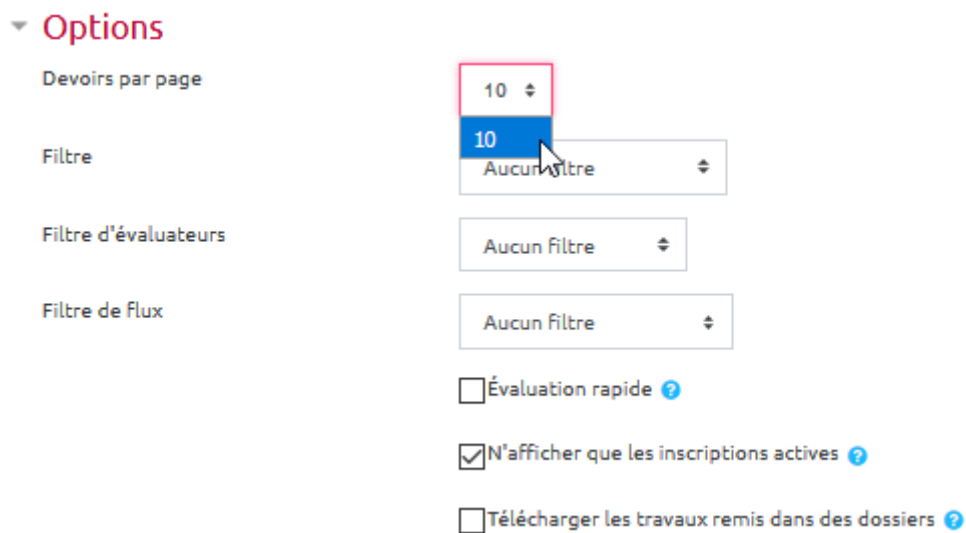 Options
Devoirs par page
10
10
Filtre
Aucun filtre
Filtre d'évaluateurs
Aucun filtre
Filtre de flux
Aucun filtre
Évaluation rapide
N'afficher que les inscriptions actives
Télécharger les travaux remis dans des dossiers